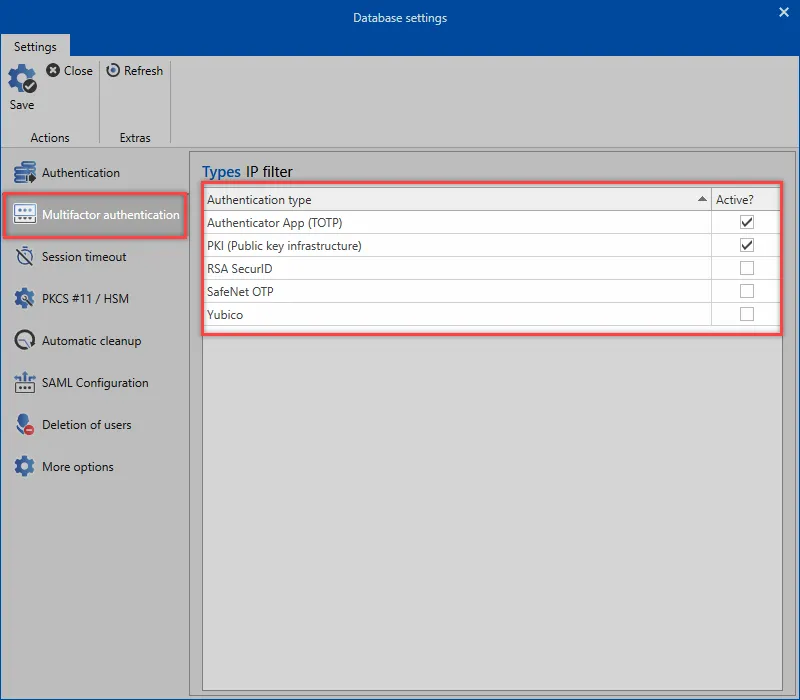 Database settings
Settings
Close
Refresh
Save
Actions
Extras
Authentication
Multifactor authentication
Session timeout
PKCS #11 / HSM
Automatic cleanup
SAML Configuration
Deletion of users
More options
Types IP filter
Authentication type Active?
Authenticator App (TOTP)
PKI (Public key infrastructure)
RSA SecurID
SafeNet OTP
Yubico